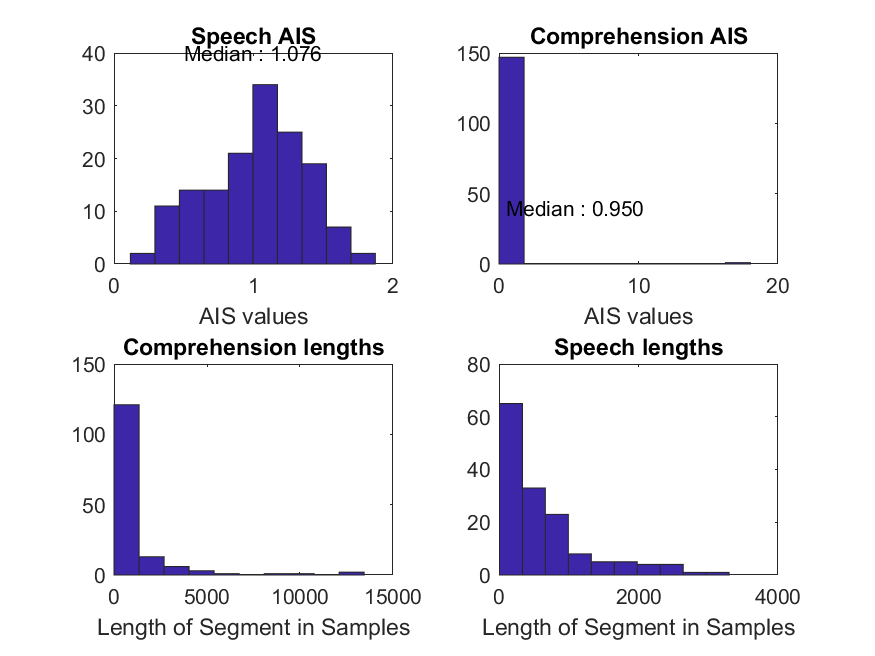 Speech AIS
Median : 1.076
40
30
20
10
0
0 1 2
AIS values
Comprehension AIS
150
100
50
0
Median : 0.950
0 10 20
AIS values
Comprehension lengths
150
100
50
0
0 5000 10000 15000
Length of Segment in Samples
Speech lengths
80
60
40
20
0
0 2000 4000
Length of Segment in Samples